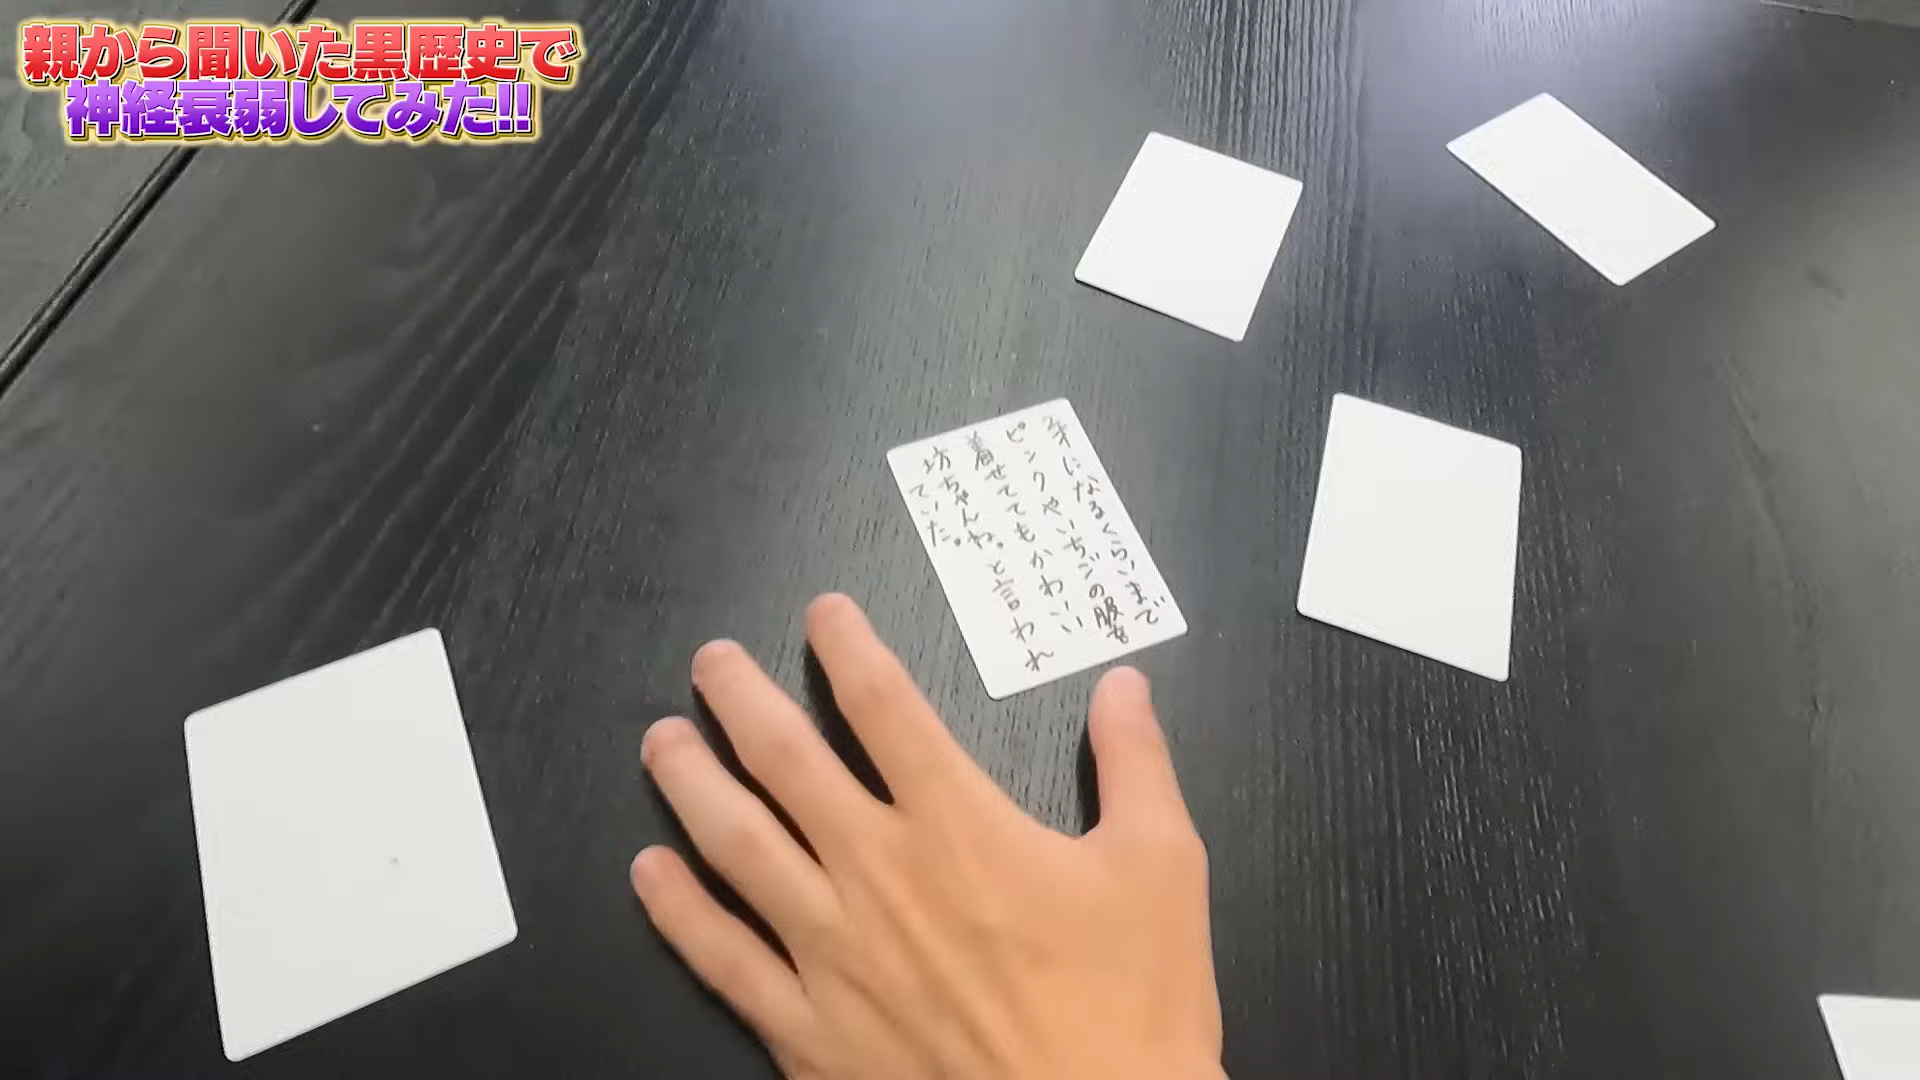 親から聞いた黒歴史で
神経衰弱してみた!!
2才になるくらいまで
ピンクやいちごの服を
着せててもかわいい
坊ちゃんね。と言われ
ていた。